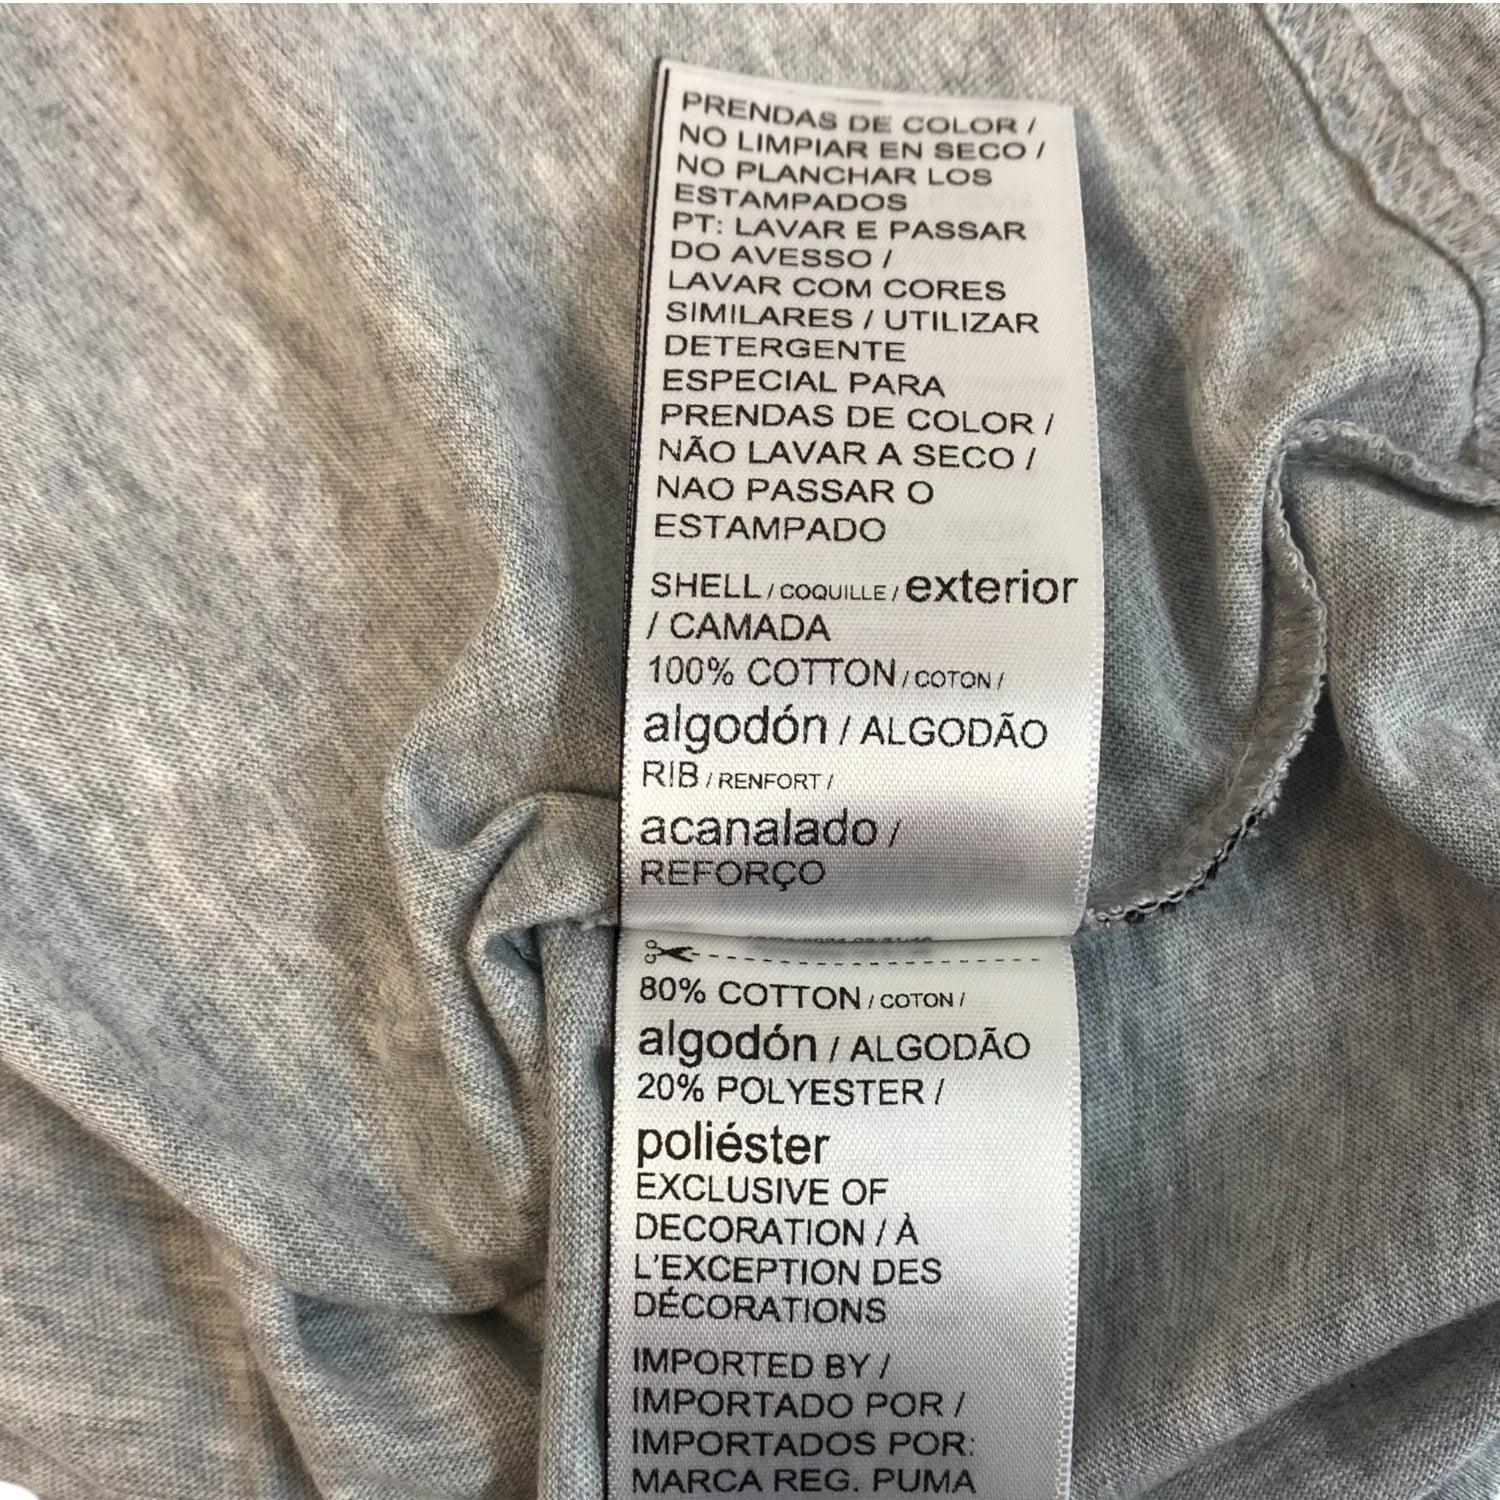 PRENDAS DE COLOR /
NO LIMPIAR EN SECO /
NO PLANCHAR LOS
ESTAMPADOS
PT: LAVAR E PASSAR
DO AVESSO /
LAVAR COM CORES
SIMILARES / UTILIZAR
DETERGENTE
ESPECIAL PARA
PRENDAS DE COLOR /
NÃO LAVAR A SECO /
NAO PASSAR O
ESTAMPADO
SHELL / COQUILLE / exterior
/ CAMADA
100% COTTON / COTON /
algodón / ALGODÃO
RIB / RENFORT /
acanalado /
REFORÇO
80% COTTON / COTON /
algodón / ALGODÃO
20% POLYESTER /
poliéster
EXCLUSIVE OF
DECORATION / À
L'EXCEPTION DES
DÉCORATIONS
IMPORTED BY /
IMPORTADO POR /
IMPORTADOS POR:
MARCA REG. PUMA